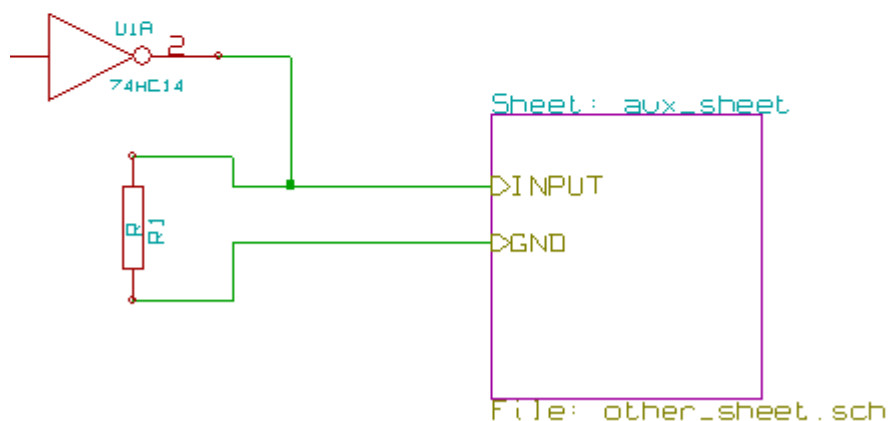 U1A
2
74HC14
Sheet: aux_sheet
INPUT
R
R1
GND
File: other_sheet.sch